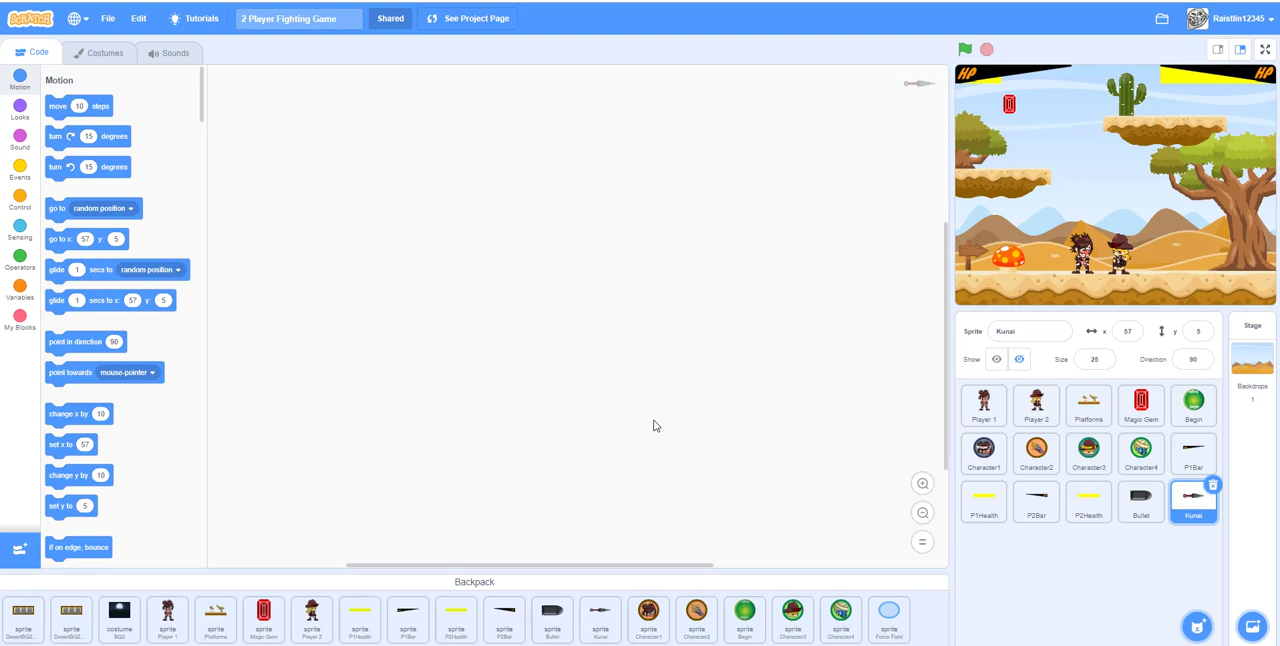 SCRATCH File Edit Tutorials 2 Player Fighting Game Shared See Project Page Raistlin12345
Code Costumes Sounds
Motion
Looks
Sound
Events
Control
Sensing
Operators
Variables
My Blocks
Motion
move 10 steps
turn 15 degrees
turn 15 degrees
go to random position
go to x: 57 y: 5
glide 1 secs to random position
glide 1 secs to x: 57 y: 5
point in direction 90
point towards mouse-pointer
change x by 10
set x to 57
change y by 10
set y to 5
if on edge, bounce
HP HP
Sprite Kunai x 57 y 5
Show Size 25 Direction 90
Player 1 Player 2 Platforms Magic Gem Begin
Character1 Character2 Character3 Character4 P1Bar
P1Health P2Bar P2Health Bullet Kunai
Stage
Backdrops
1
Backpack
sprite sprite costume sprite sprite sprite sprite sprite sprite sprite sprite sprite sprite sprite sprite sprite sprite sprite sprite
DesertBG2... DesertBG2... BG2 Player 1 Platforms Magic Gem Player 2 P1Health P1Bar P2Health P2Bar Bullet Kunai Character1 Character2 Begin Character3 Character4 Force Field